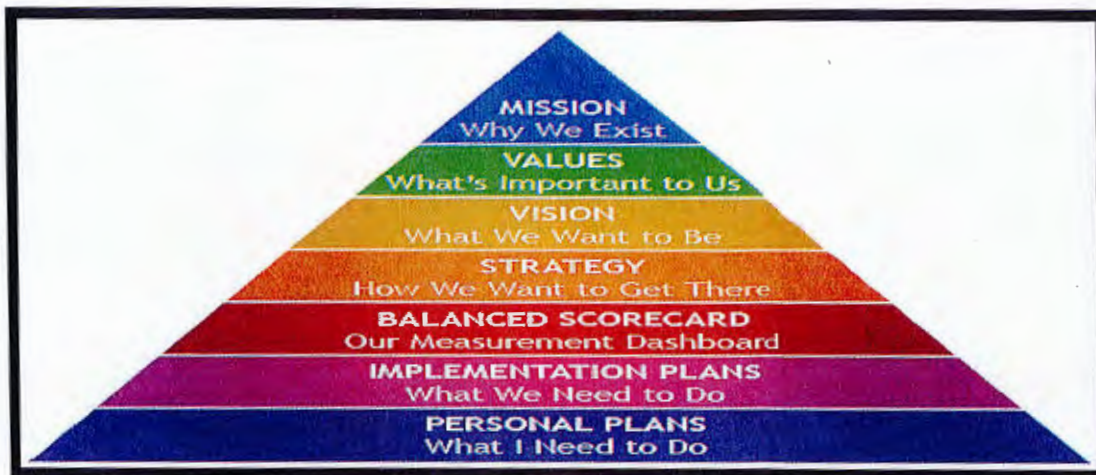 MISSION
Why We Exist
VALUES
What's Important to Us
VISION
What We Want to Be
STRATEGY
How We Want to Get There
BALANCED SCORECARD
Our Measurement Dashboard
IMPLEMENTATION PLANS
What We Need to Do
PERSONAL PLANS
What I Need to Do